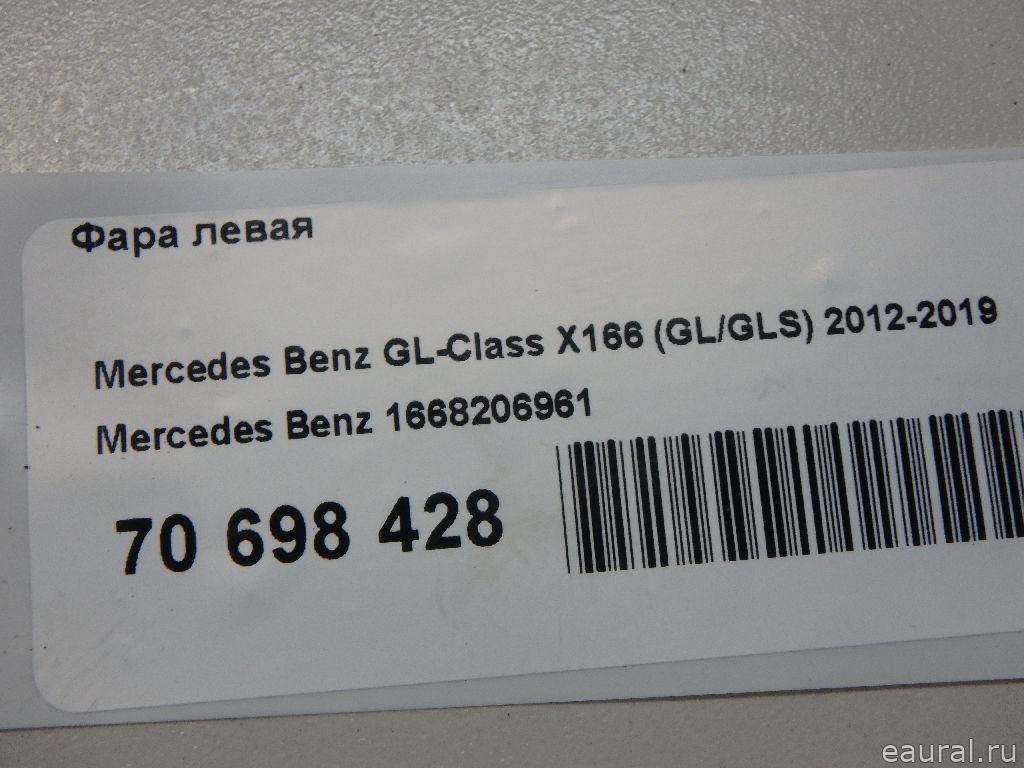 Фара левая
Mercedes Benz GL-Class X166 (GL/GLS) 2012-2019
Mercedes Benz 1668206961
70 698 428
eaural.ru